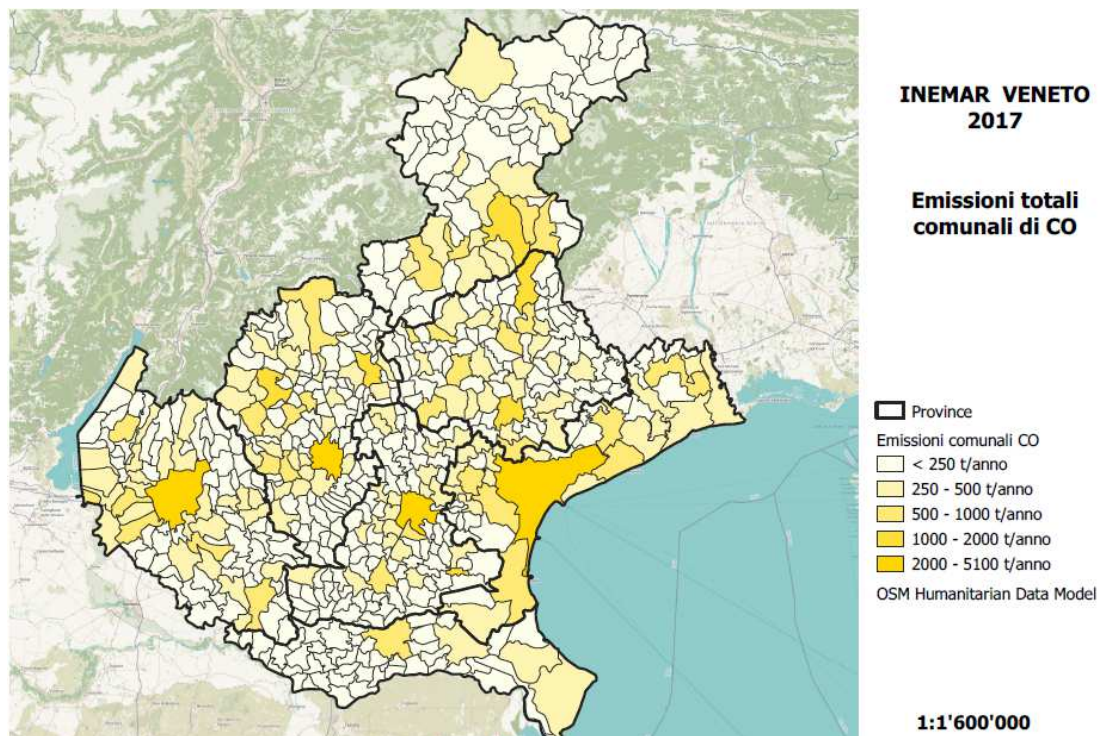 INEMAR VENETO
2017
Emissioni totali
comunali di CO
Province
Emissioni comunali CO
< 250 t/anno
250 - 500 t/anno
500 - 1000 t/anno
1000 - 2000 t/anno
2000 - 5100 t/anno
OSM Humanitarian Data Model
1:1'600'000